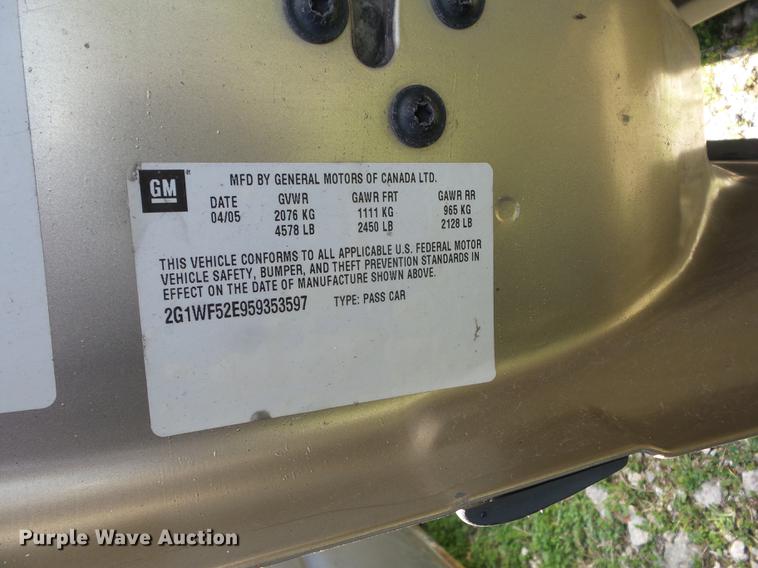 GM
MFD BY GENERAL MOTORS OF CANADA LTD.
DATE GVWR GAWR FRT GAWR RR
04/05 2076 KG 1111 KG 965 KG
4578 LB 2450 LB 2128 LB
THIS VEHICLE CONFORMS TO ALL APPLICABLE U.S. FEDERAL MOTOR
VEHICLE SAFETY, BUMPER, AND THEFT PREVENTION STANDARDS IN
EFFECT ON THE DATE OF MANUFACTURE SHOWN ABOVE.
2G1WF52E959353597 TYPE: PASS CAR
Purple Wave Auction